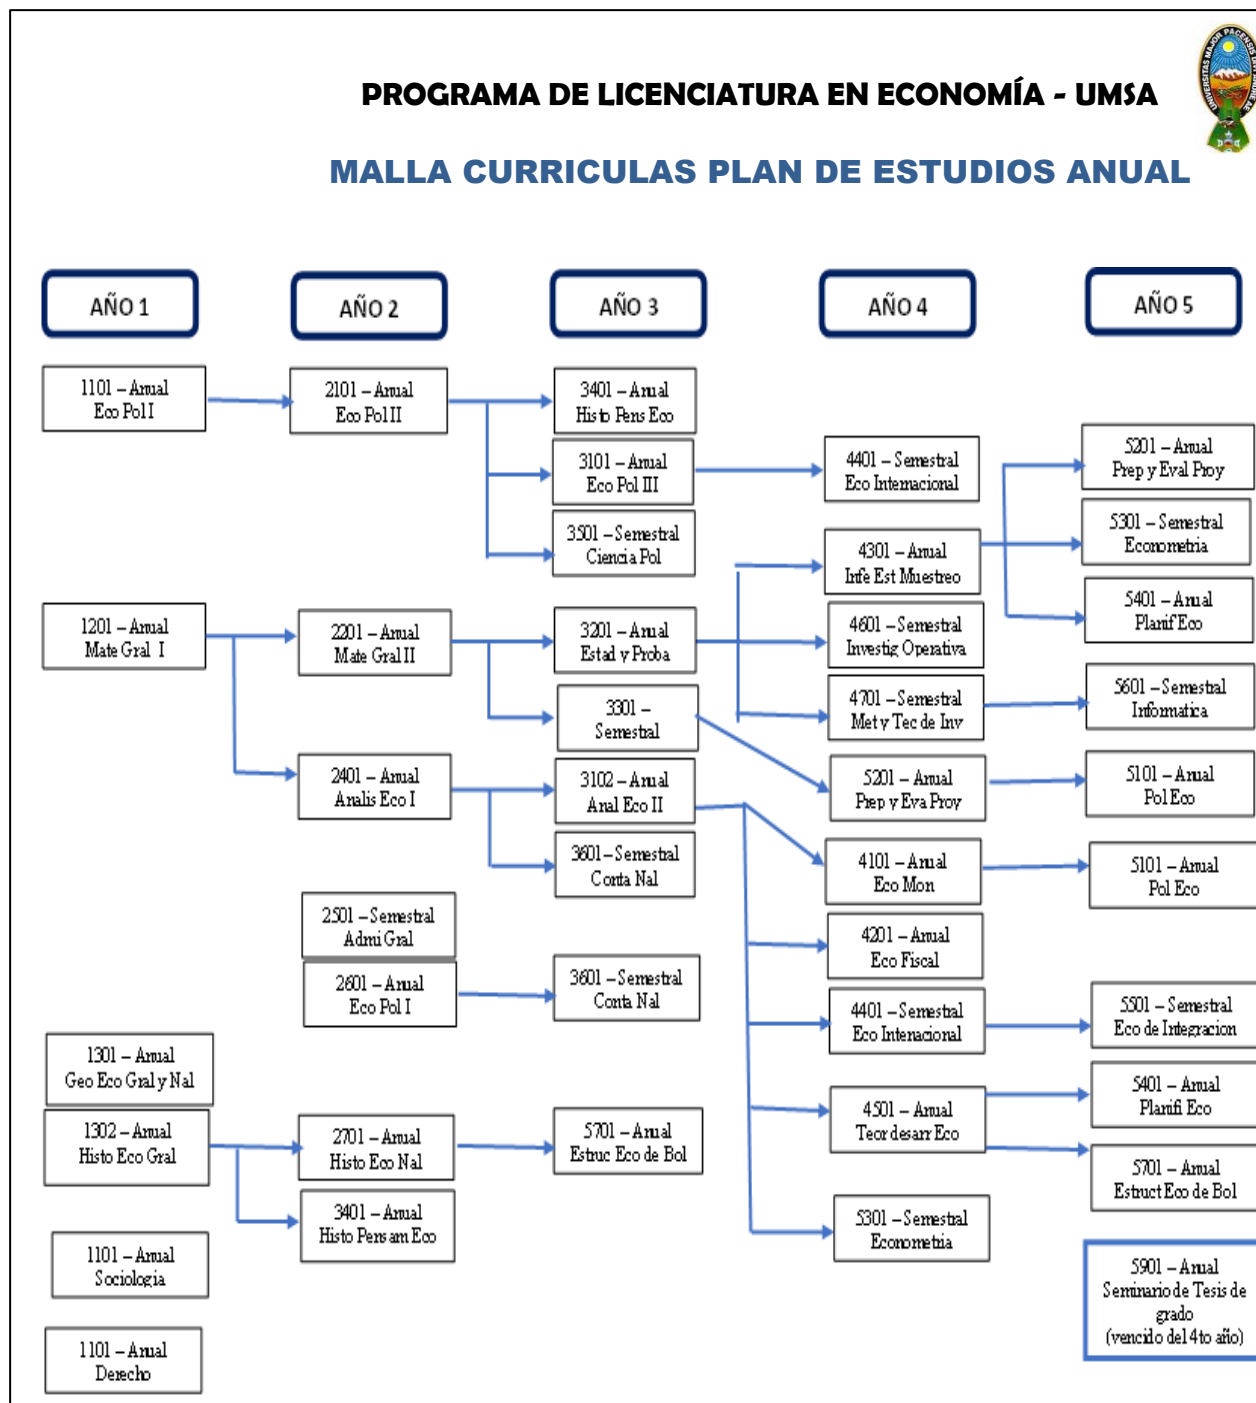 PROGRAMA DE LICENCIATURA EN ECONOMÍA - UMSA
MALLA CURRICULAS PLAN DE ESTUDIOS ANUAL
UNIVERSITAS MAJOR PACENSIS DIVI ANDREAE
AÑO 1
AÑO 2
AÑO 3
AÑO 4
AÑO 5
1101 – Anual
Eco Pol I
1201 – Anual
Mate Gral I
1301 – Anual
Geo Eco Gral y Nal
1302 – Anual
Histo Eco Gral
1101 – Anual
Sociologia
1101 – Anual
Derecho
2101 – Anual
Eco Pol II
2201 – Anual
Mate Gral II
2401 – Anual
Analis Eco I
2501 – Semestral
Admi Gral
2601 – Anual
Eco Pol I
2701 – Anual
Histo Eco Nal
3401 – Anual
Histo Pensam Eco
3401 – Anual
Histo Pens Eco
3101 – Anual
Eco Pol III
3501 – Semestral
Ciencia Pol
3201 – Anual
Estad y Proba
3301 –
Semestral
3102 – Anual
Anal Eco II
3601 – Semestral
Conta Nal
3601 – Semestral
Conta Nal
5701 – Anual
Estruc Eco de Bol
4401 – Semestral
Eco Internacional
4301 – Anual
Infe Est Muestreo
4601 – Semestral
Investig Operativa
4701 – Semestral
Met y Tec de Inv
5201 – Anual
Prep y Eva Proy
4101 – Anual
Eco Mon
4201 – Anual
Eco Fiscal
4401 – Semestral
Eco Intenacional
4501 – Anual
Teor desarr Eco
5301 – Semestral
Econometria
5201 – Anual
Prep y Eval Proy
5301 – Semestral
Econometria
5401 – Anual
Planif Eco
5601 – Semestral
Informatica
5101 – Anual
Pol Eco
5101 – Anual
Pol Eco
5501 – Semestral
Eco de Integracion
5401 – Anual
Planifi Eco
5701 – Anual
Estruct Eco de Bol
5901 – Anual
Seminario de Tesis de
grado
(vencido del 4to año)